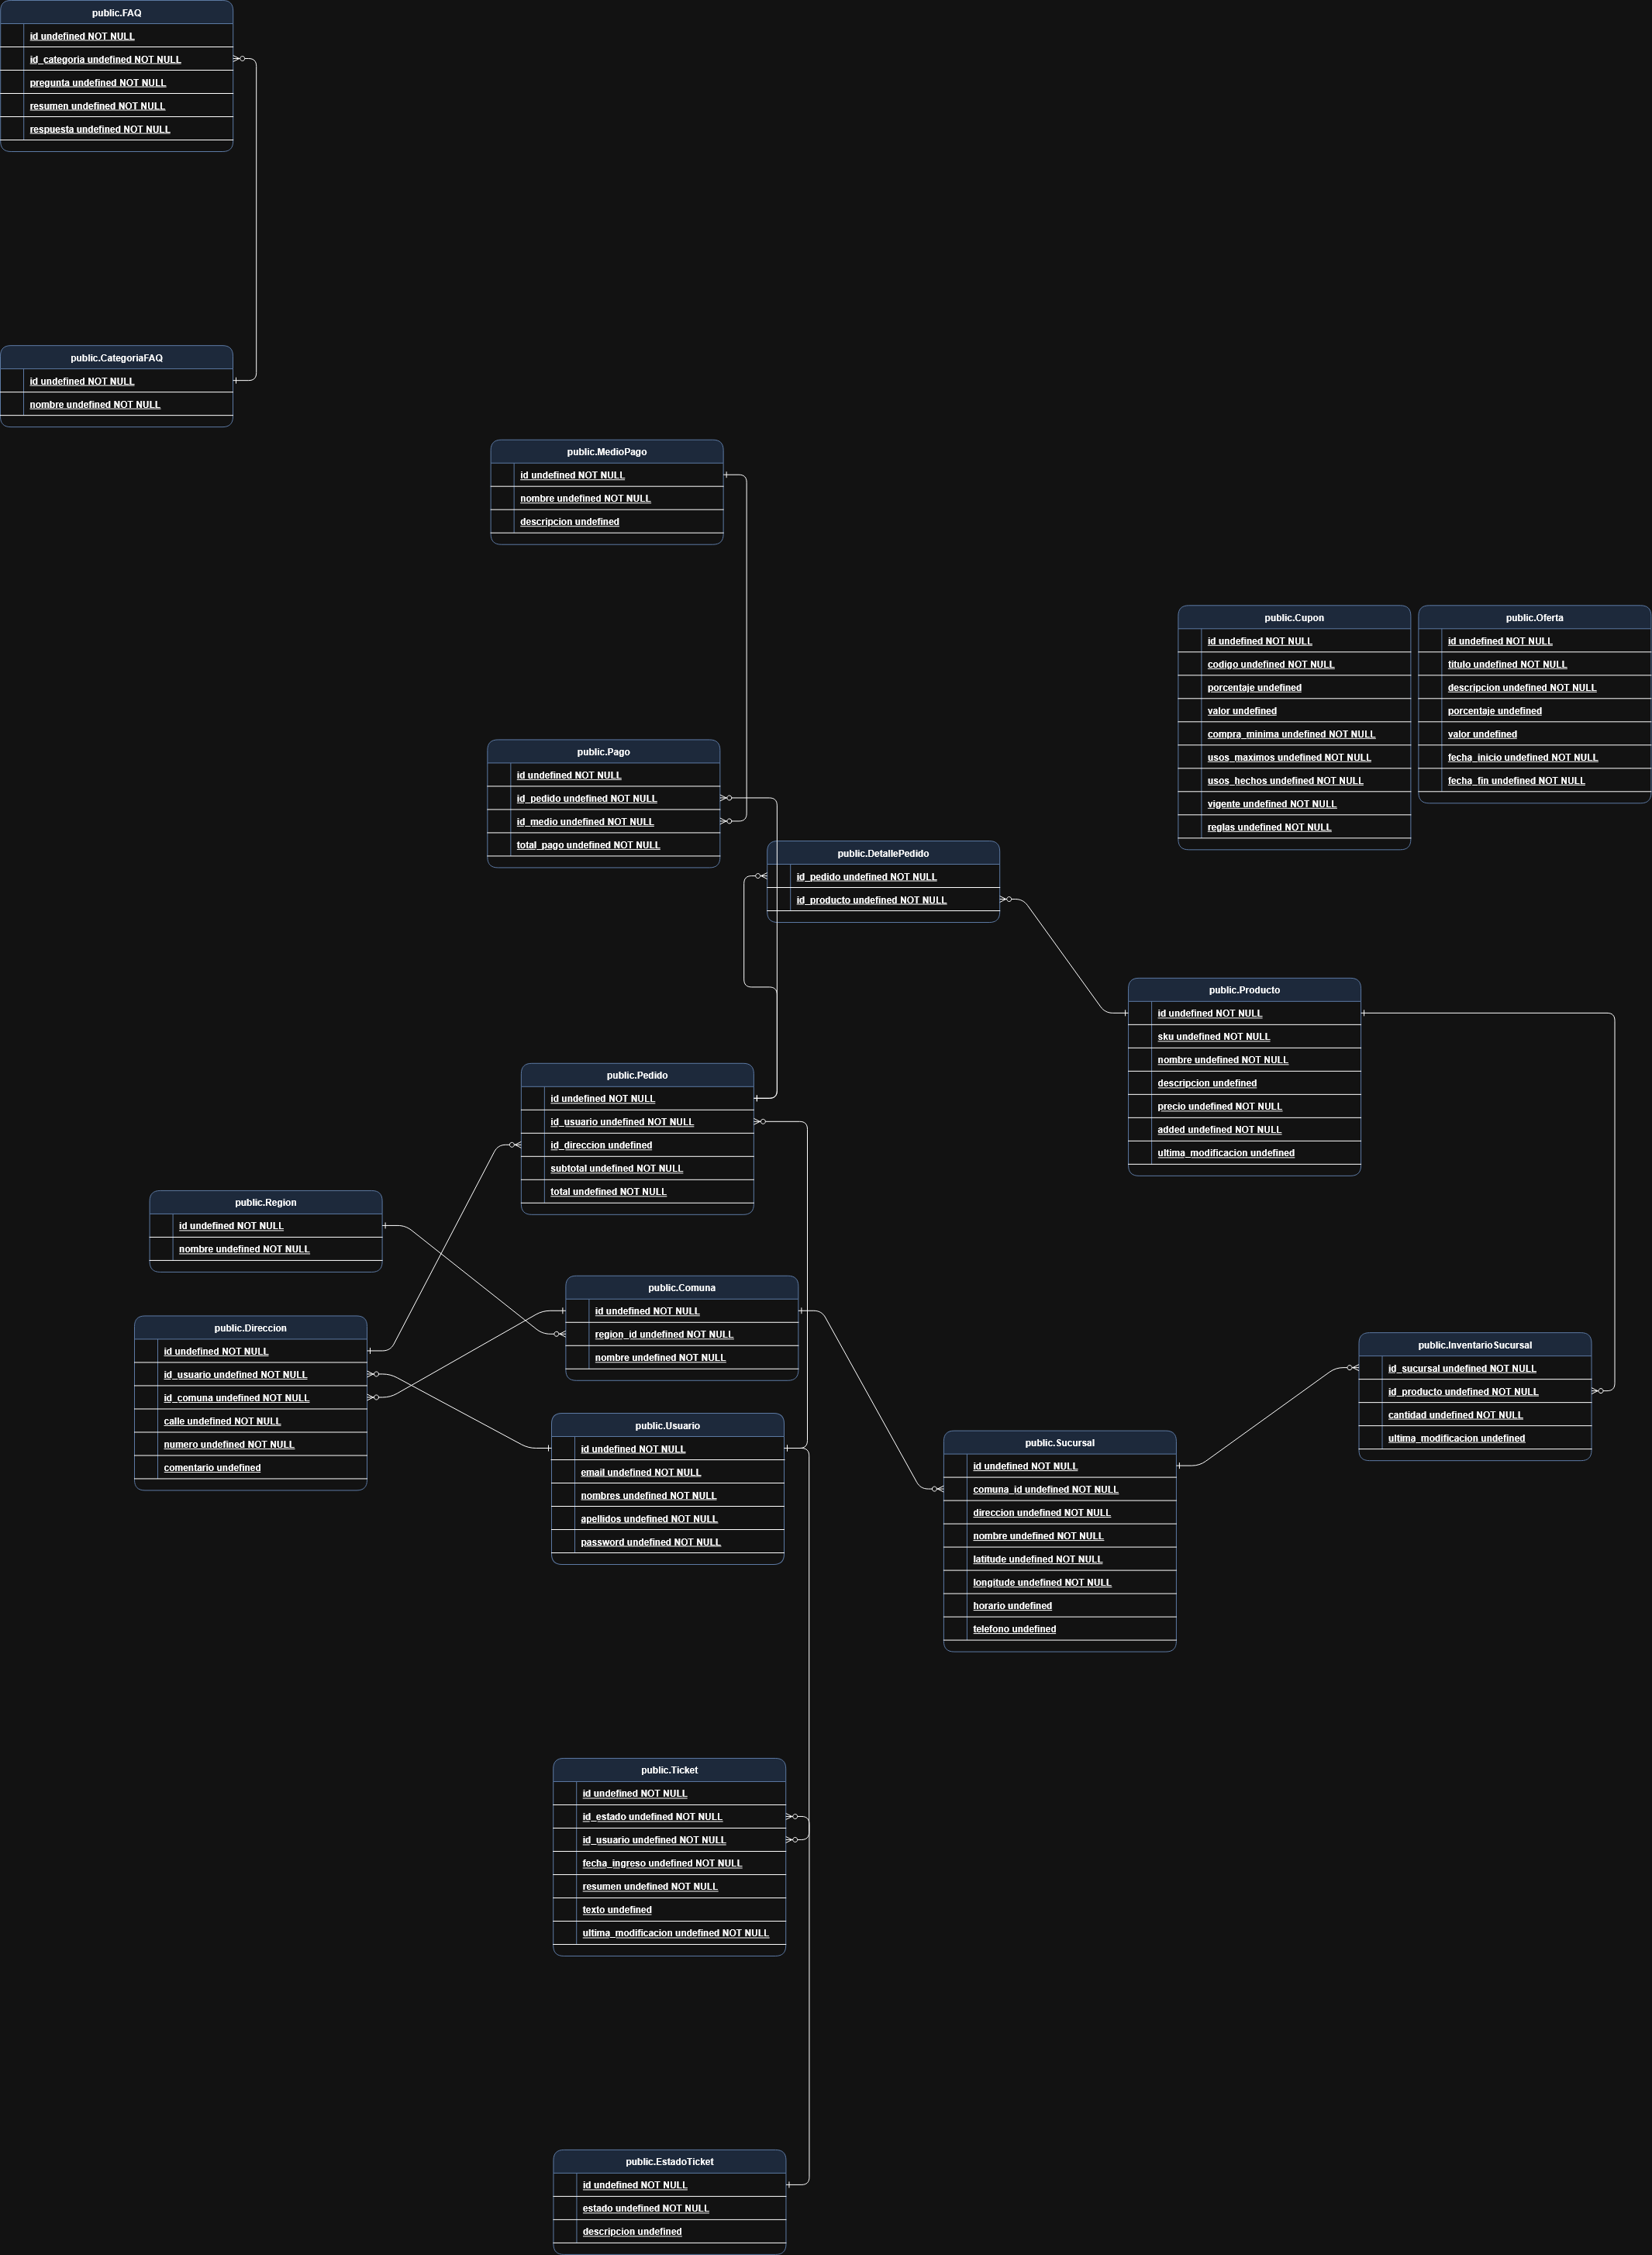 public.FAQ
id undefined NOT NULL
id_categoria undefined NOT NULL
pregunta undefined NOT NULL
resumen undefined NOT NULL
respuesta undefined NOT NULL
public.CategoriaFAQ
id undefined NOT NULL
nombre undefined NOT NULL
public.MedioPago
id undefined NOT NULL
nombre undefined NOT NULL
descripcion undefined
public.Cupon
id undefined NOT NULL
codigo undefined NOT NULL
porcentaje undefined
valor undefined
compra_minima undefined NOT NULL
usos_maximos undefined NOT NULL
usos_hechos undefined NOT NULL
vigente undefined NOT NULL
reglas undefined NOT NULL
public.Oferta
id undefined NOT NULL
titulo undefined NOT NULL
descripcion undefined NOT NULL
porcentaje undefined
valor undefined
fecha_inicio undefined NOT NULL
fecha_fin undefined NOT NULL
public.Pago
id undefined NOT NULL
id_pedido undefined NOT NULL
id_medio undefined NOT NULL
total_pago undefined NOT NULL
public.DetallePedido
id_pedido undefined NOT NULL
id_producto undefined NOT NULL
public.Producto
id undefined NOT NULL
sku undefined NOT NULL
nombre undefined NOT NULL
descripcion undefined
precio undefined NOT NULL
added undefined NOT NULL
ultima_modificacion undefined
public.Pedido
id undefined NOT NULL
id_usuario undefined NOT NULL
id_direccion undefined
subtotal undefined NOT NULL
total undefined NOT NULL
public.Region
id undefined NOT NULL
nombre undefined NOT NULL
public.Comuna
id undefined NOT NULL
region_id undefined NOT NULL
nombre undefined NOT NULL
public.Direccion
id undefined NOT NULL
id_usuario undefined NOT NULL
id_comuna undefined NOT NULL
calle undefined NOT NULL
numero undefined NOT NULL
comentario undefined
public.InventarioSucursal
id_sucursal undefined NOT NULL
id_producto undefined NOT NULL
cantidad undefined NOT NULL
ultima_modificacion undefined
public.Usuario
id undefined NOT NULL
email undefined NOT NULL
nombres undefined NOT NULL
apellidos undefined NOT NULL
password undefined NOT NULL
public.Sucursal
id undefined NOT NULL
comuna_id undefined NOT NULL
direccion undefined NOT NULL
nombre undefined NOT NULL
latitude undefined NOT NULL
longitude undefined NOT NULL
horario undefined
telefono undefined
public.Ticket
id undefined NOT NULL
id_estado undefined NOT NULL
id_usuario undefined NOT NULL
fecha_ingreso undefined NOT NULL
resumen undefined NOT NULL
texto undefined
ultima_modificacion undefined NOT NULL
public.EstadoTicket
id undefined NOT NULL
estado undefined NOT NULL
descripcion undefined